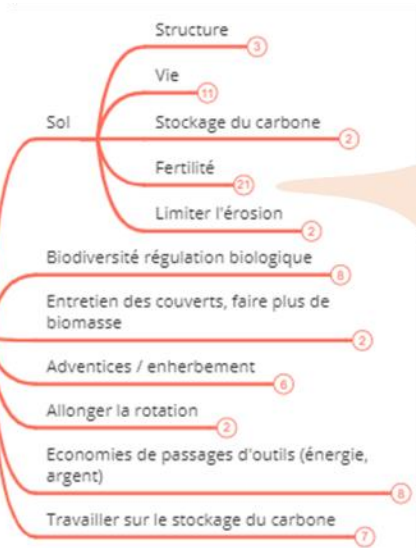 Structure
3
Vie
11
Sol
Stockage du carbone
2
Fertilité
21
Limiter l'érosion
2
Biodiversité régulation biologique
8
Entretien des couverts, faire plus de
biomasse
2
Adventices / enherbement
6
Allonger la rotation
2
Economies de passages d'outils (énergie,
argent)
8
Travailler sur le stockage du carbone
7